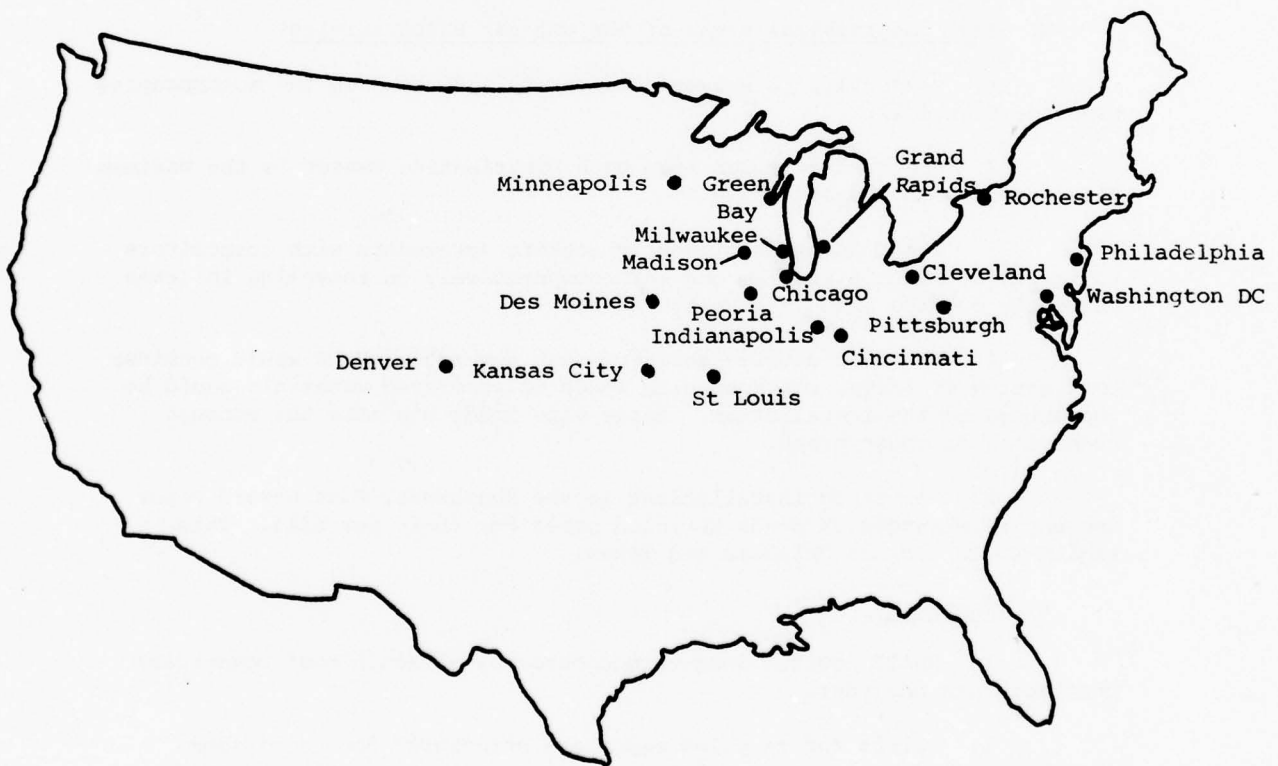 Grand
Rapids
Minneapolis
Green
Bay
Rochester
Milwaukee
Madison
Philadelphia
Cleveland
Washington DC
Des Moines
Chicago
Peoria
Indianapolis
Pittsburgh
Cincinnati
Denver
Kansas City
St Louis